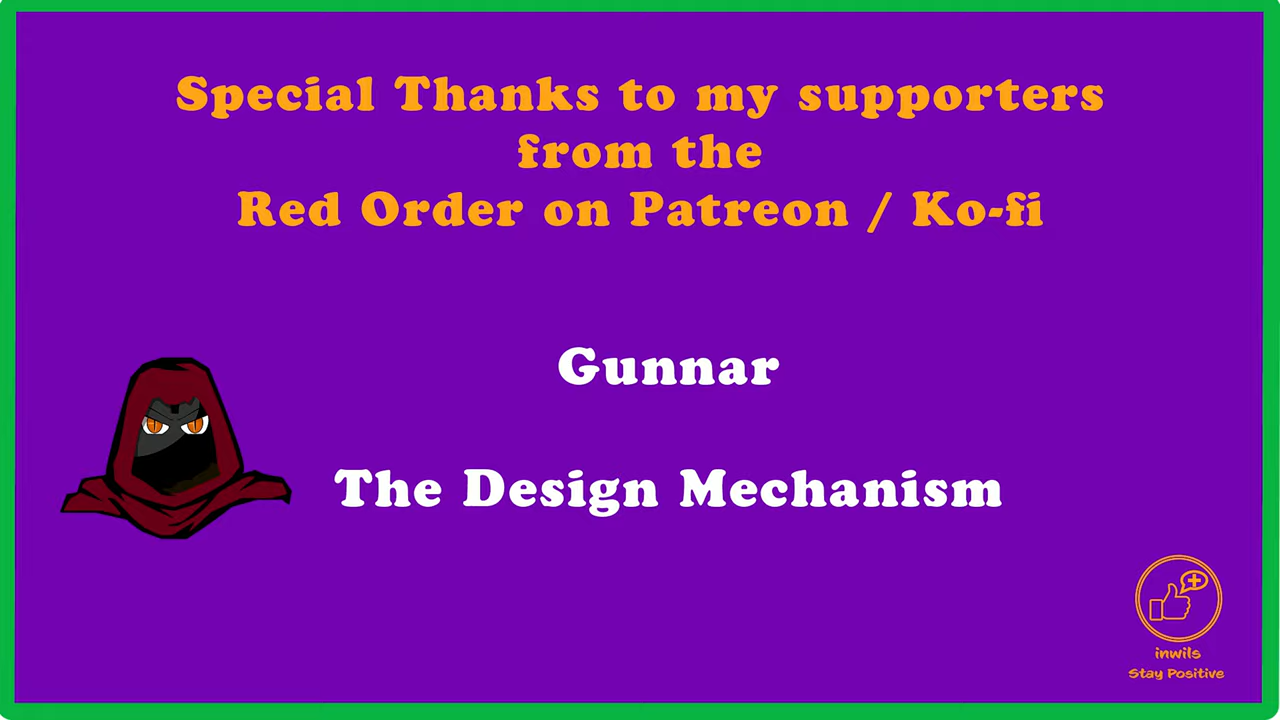 Special Thanks to my supporters
from the
Red Order on Patreon / Ko-fi
Gunnar
The Design Mechanism
inwils
Stay Positive